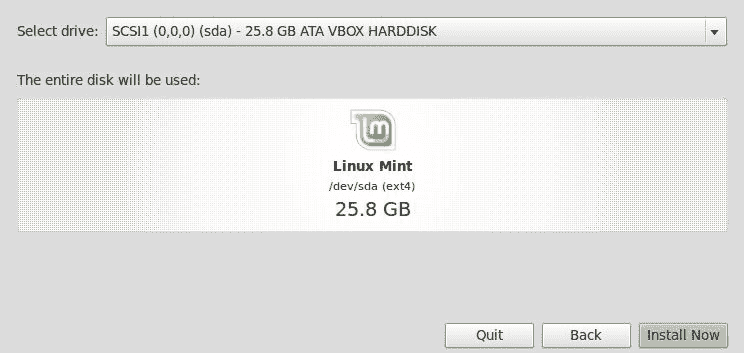 Select drive: SCSI1 (0,0,0) (sda) - 25.8 GB ATA VBOX HARDDISK
The entire disk will be used:
Linux Mint
/dev/sda (ext4)
25.8 GB
Quit Back Install Now